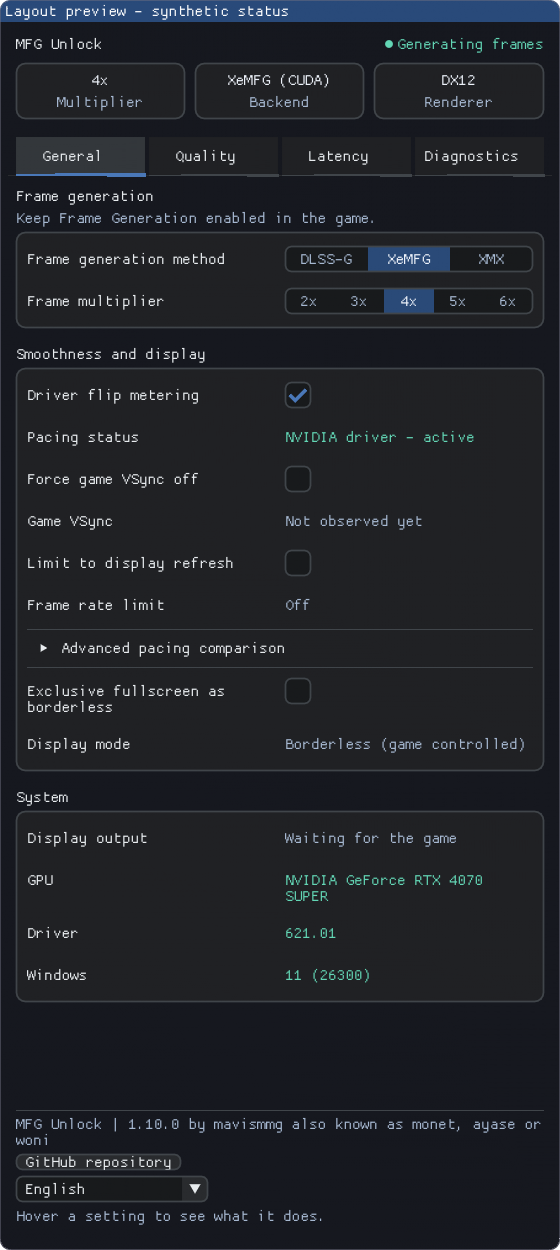 Layout preview - synthetic status
MFG Unlock
Generating frames
4x
Multiplier
XeMFG (CUDA)
Backend
DX12
Renderer
General
Quality
Latency
Diagnostics
Frame generation
Keep Frame Generation enabled in the game.
Frame generation method
DLSS-G
XeMFG
XMX
Frame multiplier
2x
3x
4x
5x
6x
Smoothness and display
Driver flip metering
Pacing status
NVIDIA driver - active
Force game VSync off
Game VSync
Not observed yet
Limit to display refresh
Frame rate limit
Off
Advanced pacing comparison
Exclusive fullscreen as
borderless
Display mode
Borderless (game controlled)
System
Display output
Waiting for the game
GPU
NVIDIA GeForce RTX 4070
SUPER
Driver
621.01
Windows
11 (26300)
MFG Unlock | 1.10.0 by mavismmg also known as monet, ayase or
woni
GitHub repository
English
Hover a setting to see what it does.